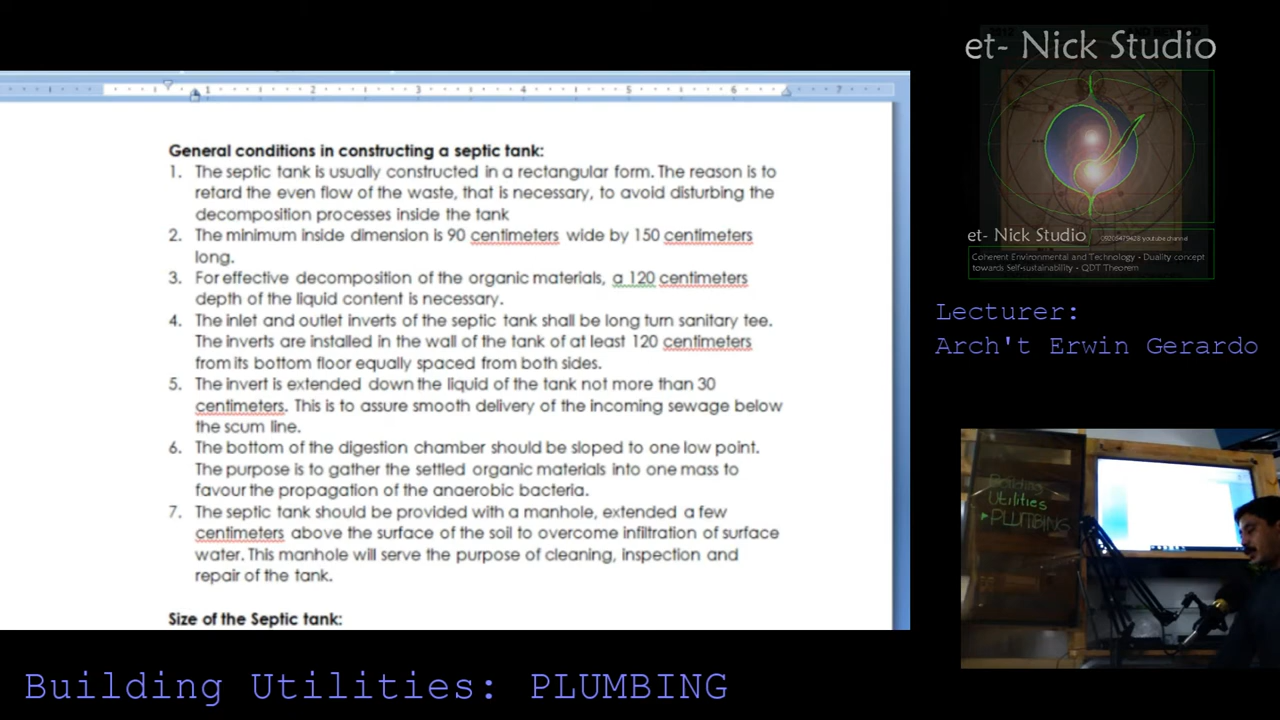 et- Nick Studio
General conditions in constructing a septic tank:
1. The septic tank is usually constructed in a rectangular form. The reason is to
retard the even flow of the waste, that is necessary, to avoid disturbing the
decomposition processes inside the tank
2. The minimum inside dimension is 90 centimeters wide by 150 centimeters
long.
3. For effective decomposition of the organic materials, a 120 centimeters
depth of the liquid content is necessary.
4. The inlet and outlet inverts of the septic tank shall be long turn sanitary tee.
The inverts are installed in the wall of the tank of at least 120 centimeters
from its bottom floor equally spaced from both sides.
5. The invert is extended down the liquid of the tank not more than 30
centimeters. This is to assure smooth delivery of the incoming sewage below
the scum line.
6. The bottom of the digestion chamber should be sloped to one low point.
The purpose is to gather the settled organic materials into one mass to
favour the propagation of the anaerobic bacteria.
7. The septic tank should be provided with a manhole, extended a few
centimeters above the surface of the soil to overcome infiltration of surface
water. This manhole will serve the purpose of cleaning, inspection and
repair of the tank.
Size of the Septic tank:
1 2 3 4 5 6 7
et- Nick Studio
09205479428 youtube channel
Coherent Environmental and Technology - Duality concept
towards Self-sustainability - QDT Theorem
Lecturer:
Arch't Erwin Gerardo
Building
Utilities
PLUMBING
Building Utilities: PLUMBING